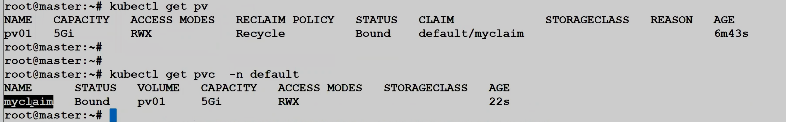 root@master:~# kubectl get pv
NAME CAPACITY ACCESS MODES RECLAIM POLICY STATUS CLAIM STORAGECLASS REASON AGE
pv01 5Gi RWX Recycle Bound default/myclaim 6m43s
root@master:~#
root@master:~#
root@master:~# kubectl get pvc -n default
NAME STATUS VOLUME CAPACITY ACCESS MODES STORAGECLASS AGE
myclaim Bound pv01 5Gi RWX 22s
root@master:~#